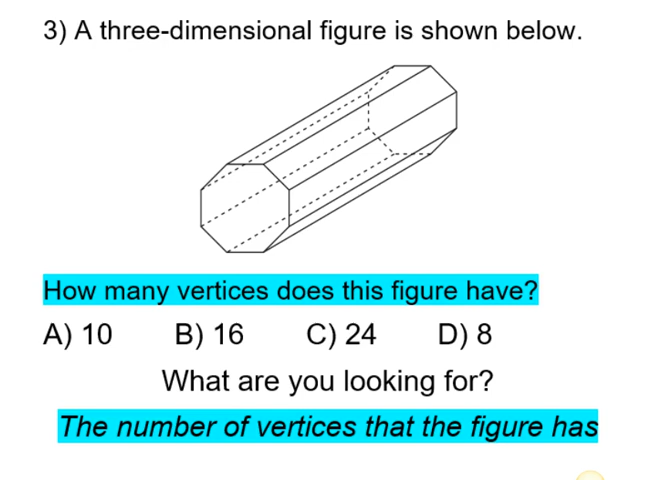 3) A three-dimensional figure is shown below.
How many vertices does this figure have?
A) 10 B) 16 C) 24 D) 8
What are you looking for?
The number of vertices that the figure has